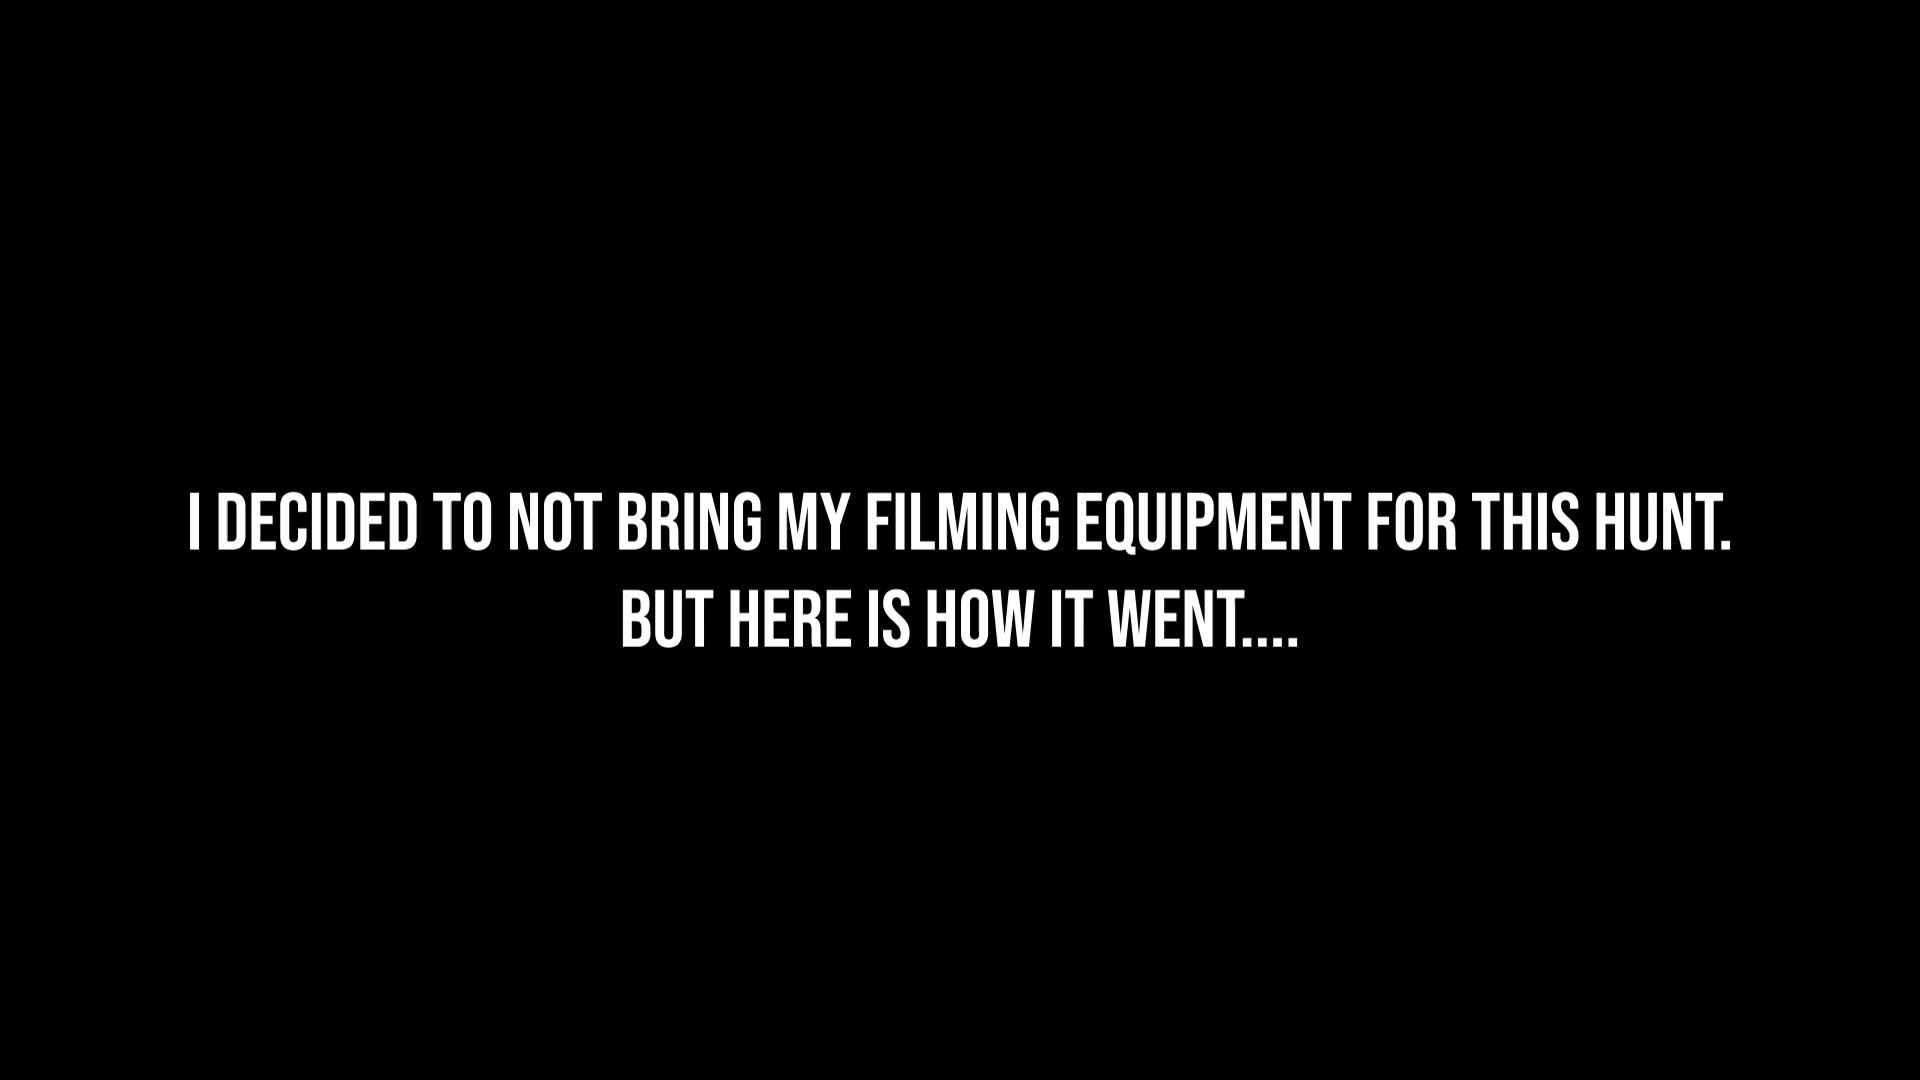 I DECIDED TO NOT BRING MY FILMING EQUIPMENT FOR THIS HUNT.
BUT HERE IS HOW IT WENT....